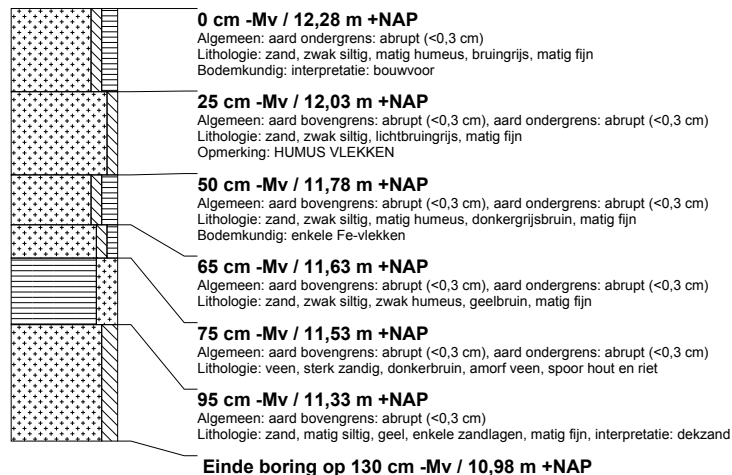 0 cm -Mv / 12,28 m +NAP
Algemeen: aard ondergrens: abrupt (<0,3 cm)
Lithologie: zand, zwak siltig, matig humeus, bruingrijs, matig fijn
Bodemkundig: interpretatie: bouwvoor
25 cm -Mv / 12,03 m +NAP
Algemeen: aard bovengrens: abrupt (<0,3 cm), aard ondergrens: abrupt (<0,3 cm)
Lithologie: zand, zwak siltig, lichtbruingrijs, matig fijn
Opmerking: HUMUS VLEKKEN
50 cm -Mv / 11,78 m +NAP
Algemeen: aard bovengrens: abrupt (<0,3 cm), aard ondergrens: abrupt (<0,3 cm)
Lithologie: zand, zwak siltig, matig humeus, donkergrijsbruin, matig fijn
Bodemkundig: enkele Fe-vlekken
65 cm -Mv / 11,63 m +NAP
Algemeen: aard bovengrens: abrupt (<0,3 cm), aard ondergrens: abrupt (<0,3 cm)
Lithologie: zand, zwak siltig, zwak humeus, geelbruin, matig fijn
75 cm -Mv / 11,53 m +NAP
Algemeen: aard bovengrens: abrupt (<0,3 cm), aard ondergrens: abrupt (<0,3 cm)
Lithologie: veen, sterk zandig, donkerbruin, amorf veen, spoor hout en riet
95 cm -Mv / 11,33 m +NAP
Algemeen: aard bovengrens: abrupt (<0,3 cm)
Lithologie: zand, matig siltig, geel, enkele zandlagen, matig fijn, interpretatie: dekzand
Einde boring op 130 cm -Mv / 10,98 m +NAP